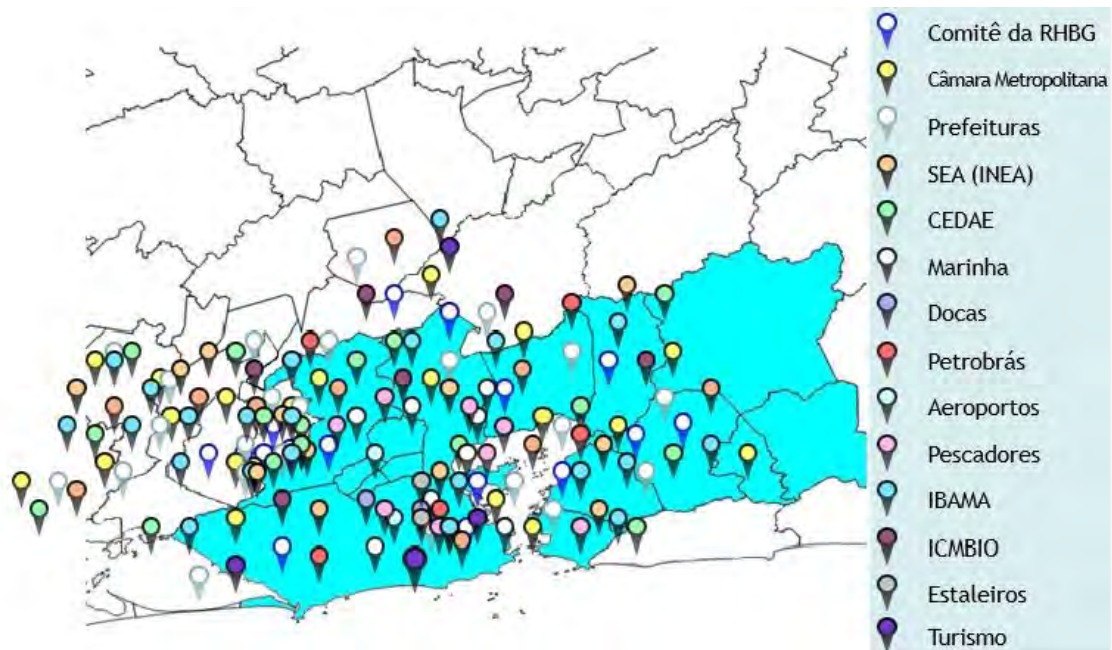 Comitê da RHBG
Câmara Metropolitana
Prefeituras
SEA (INEA)
CEDAE
Marinha
Docas
Petrobrás
Aeroportos
Pescadores
IBAMA
ICMBIO
Estaleiros
Turismo